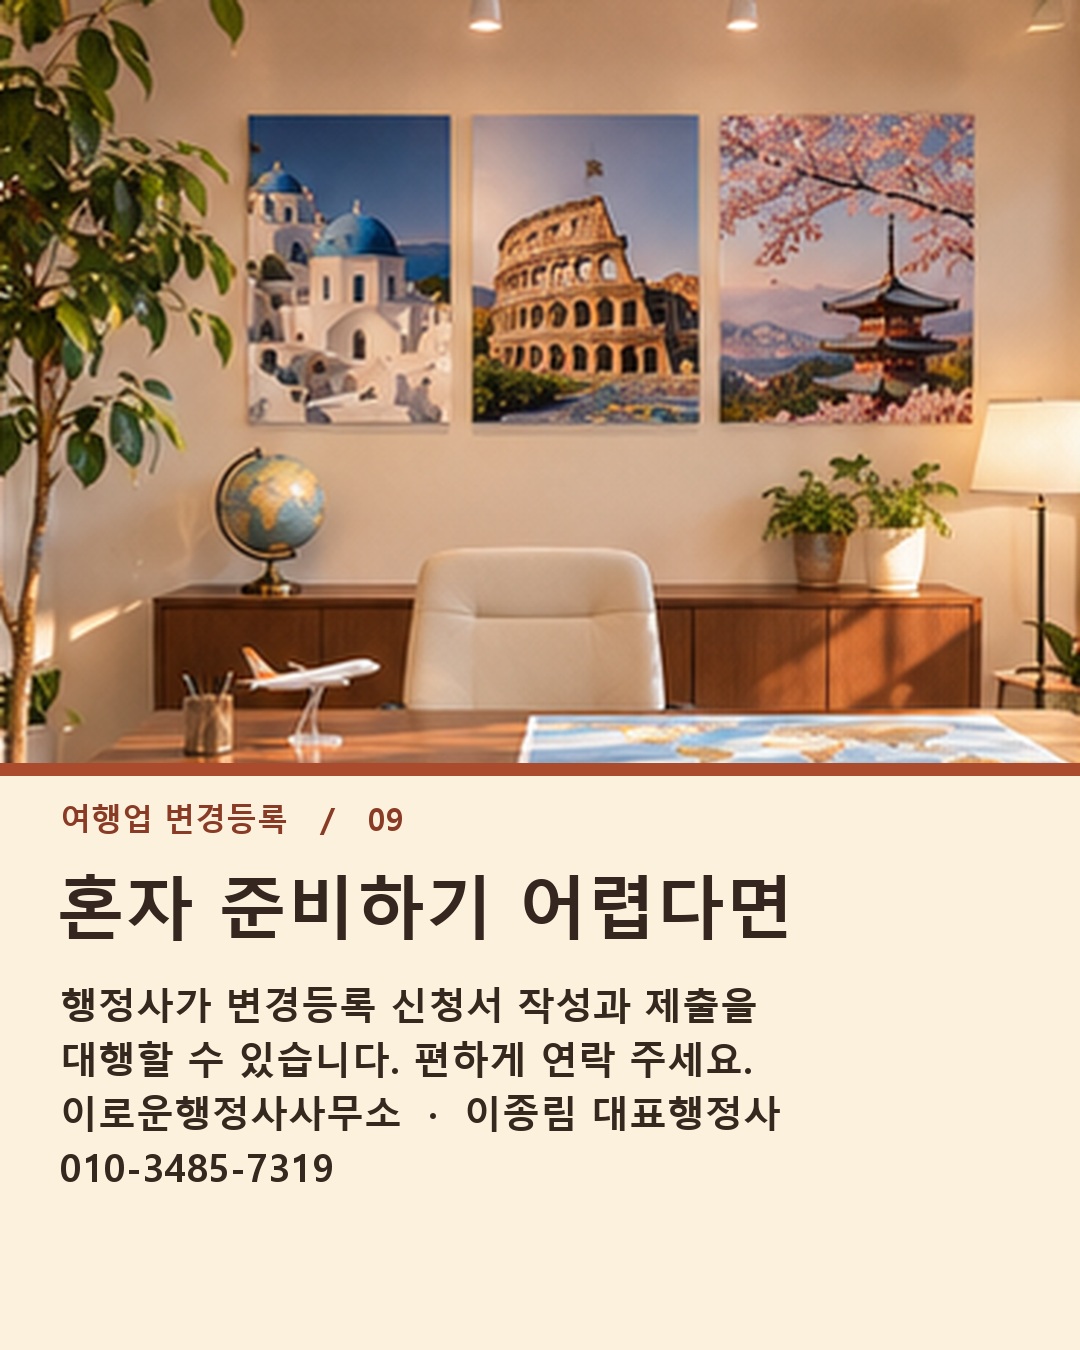 여행업 변경등록 / 09
혼자 준비하기 어렵다면
행정사가 변경등록 신청서 작성과 제출을
대행할 수 있습니다. 편하게 연락 주세요.
이로운행정사사무소 · 이종림 대표행정사
010-3485-7319